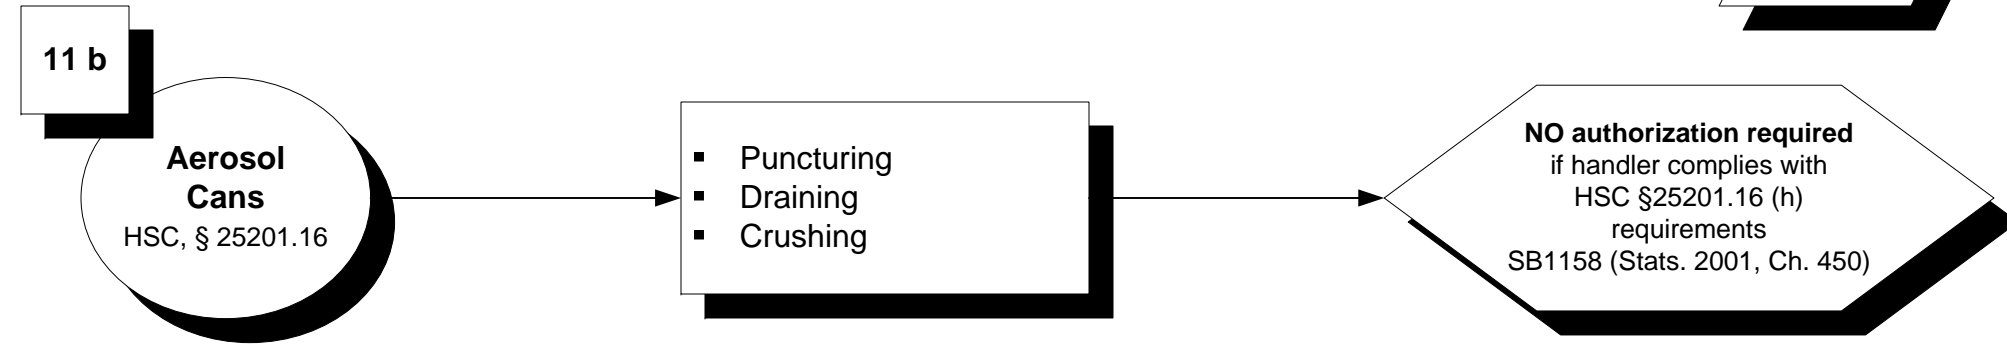 11 b
Aerosol
Cans
HSC, § 25201.16
▪ Puncturing
▪ Draining
▪ Crushing
NO authorization required
if handler complies with
HSC §25201.16 (h)
requirements
SB1158 (Stats. 2001, Ch. 450)